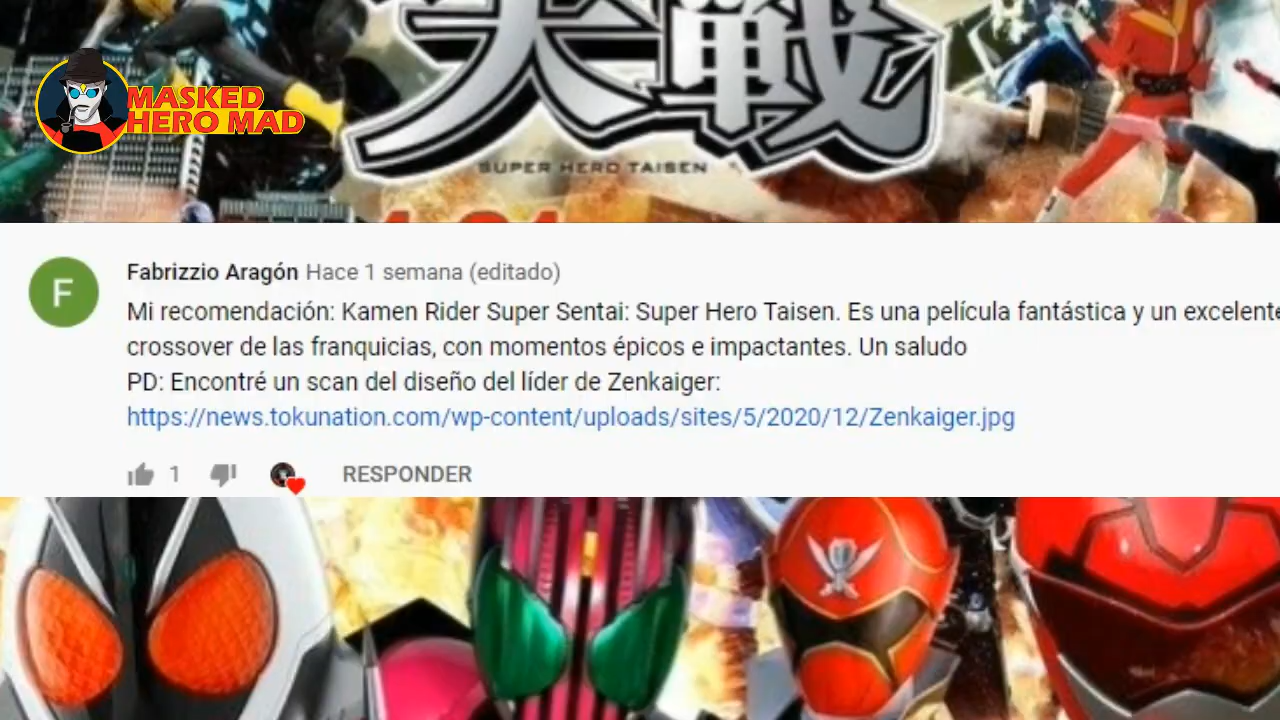 大戦
MASKED
HERO MAD
SUPER HERO TAISEN
F
Fabrizzio Aragón Hace 1 semana (editado)
Mi recomendación: Kamen Rider Super Sentai: Super Hero Taisen. Es una película fantástica y un excelente
crossover de las franquicias, con momentos épicos e impactantes. Un saludo
PD: Encontré un scan del diseño del líder de Zenkaiger:
https://news.tokunation.com/wp-content/uploads/sites/5/2020/12/Zenkaiger.jpg
1
RESPONDER